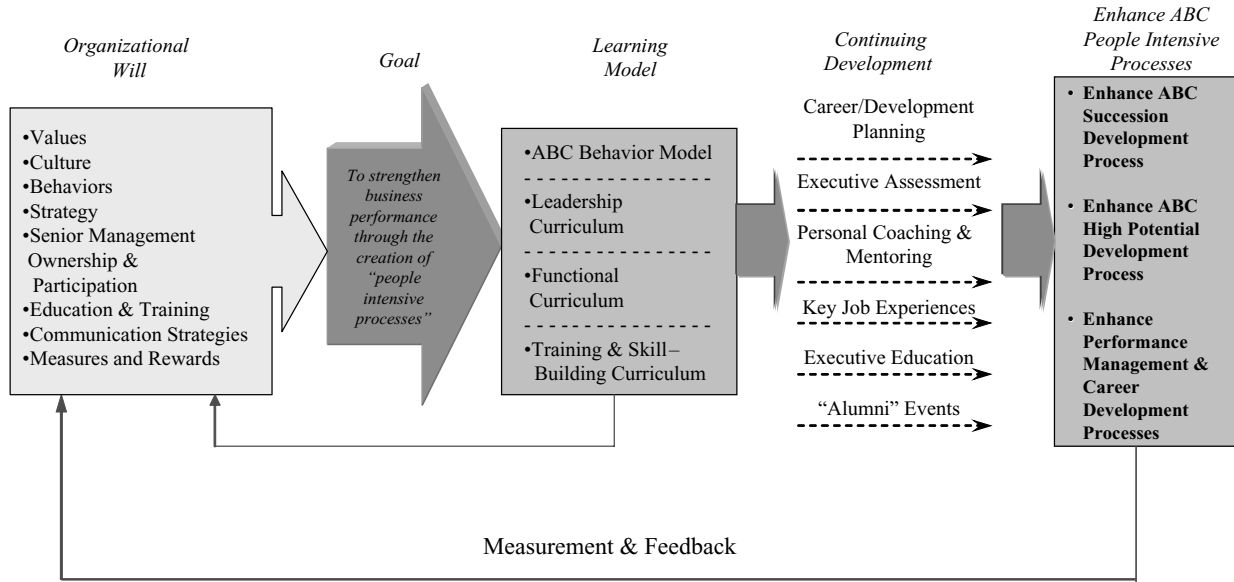 Organizational
Will
•Values
•Culture
•Behaviors
•Strategy
•Senior Management
Ownership &
Participation
•Education & Training
•Communication Strategies
•Measures and Rewards
Goal
To strengthen
business
performance
through the
creation of
“people
intensive
processes”
Learning
Model
•ABC Behavior Model
•Leadership
Curriculum
•Functional
Curriculum
•Training & Skill–
Building Curriculum
Continuing
Development
Career/Development
Planning
Executive Assessment
Personal Coaching &
Mentoring
Key Job Experiences
Executive Education
“Alumni” Events
Enhance ABC
People Intensive
Processes
• Enhance ABC
Succession
Development
Process
• Enhance ABC
High Potential
Development
Process
• Enhance
Performance
Management &
Career
Development
Processes
Measurement & Feedback